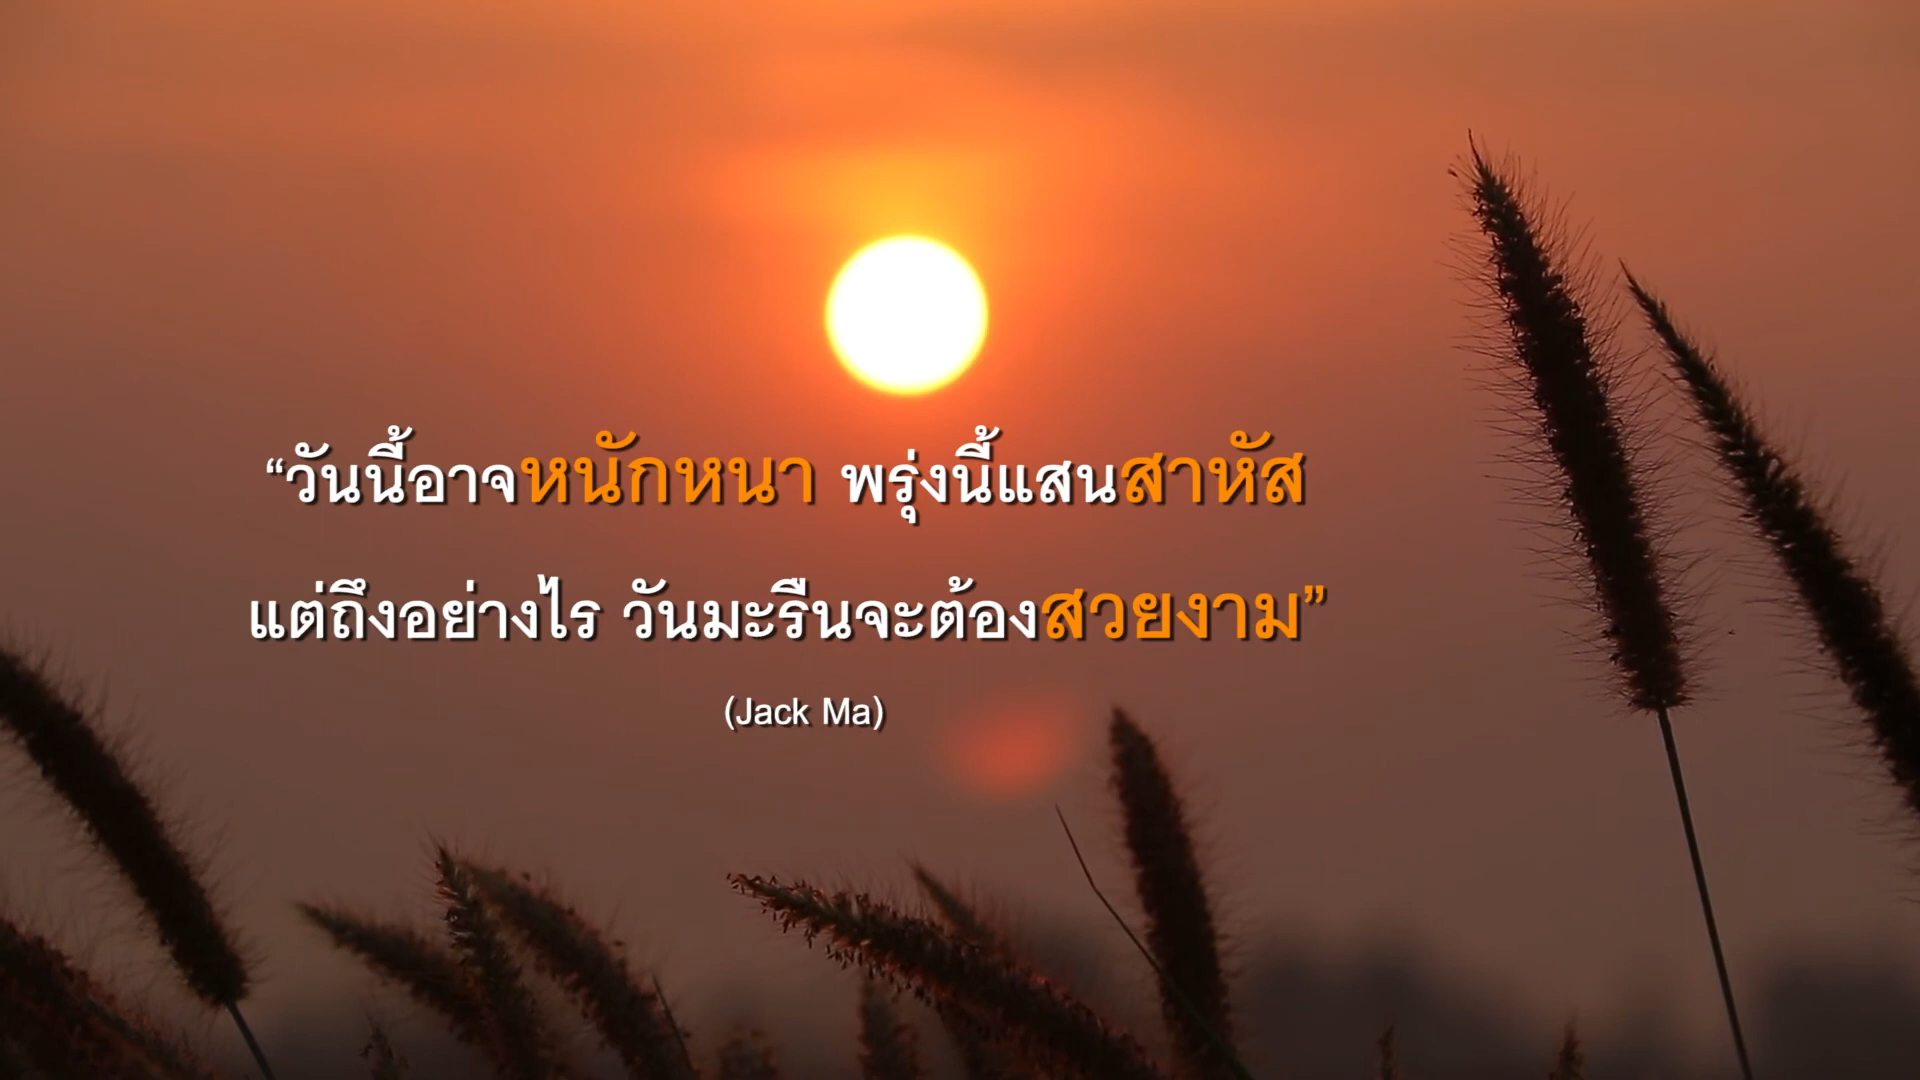 “วันนี้อาจหนักหนา พรุ่งนี้แสนสาหัส
แต่ถึงอย่างไร วันมะรืนจะต้องสวยงาม”
(Jack Ma)